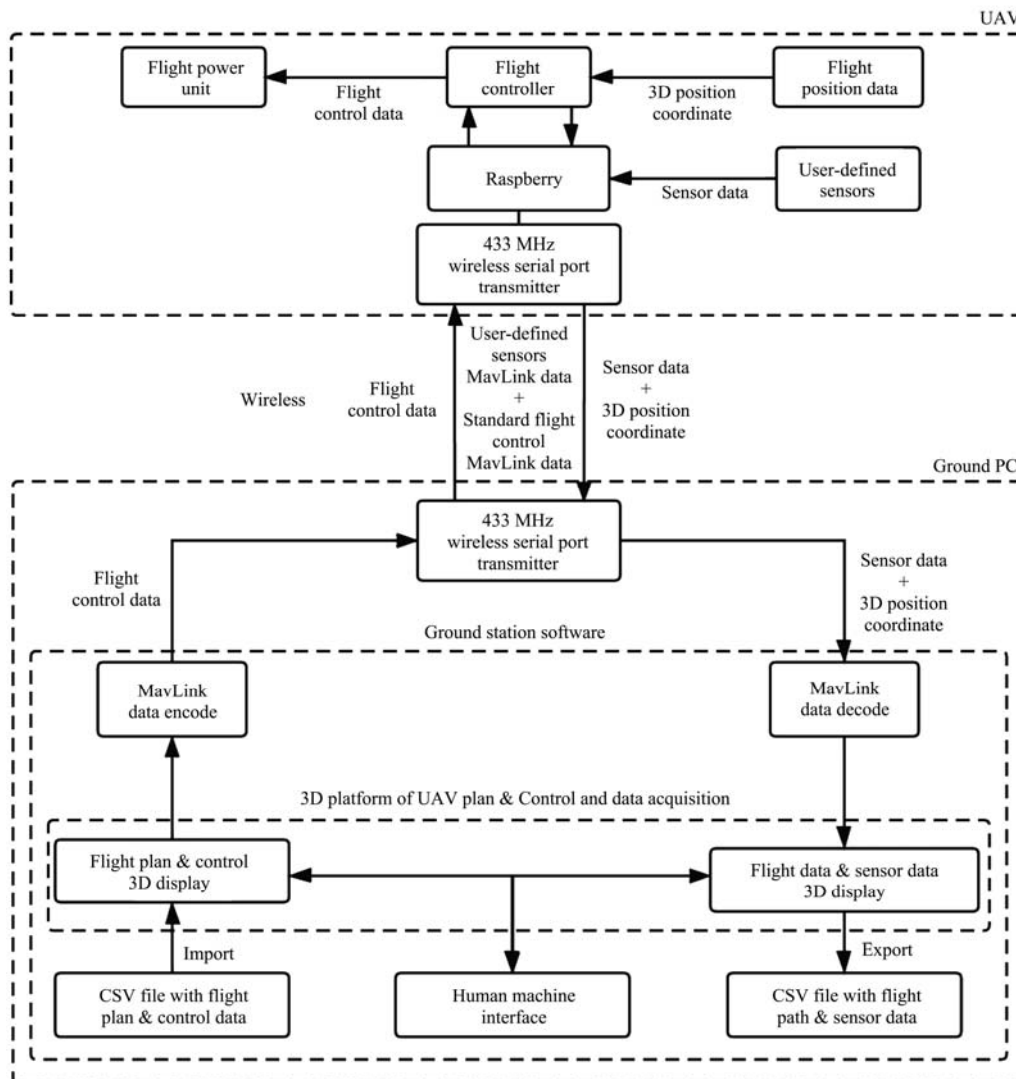 UAV
Flight power
unit
Flight
controller
Flight
position data
Flight
control data
3D position
coordinate
Raspberry
User-defined
sensors
Sensor data
433 MHz
wireless serial port
transmitter
Wireless
Flight
control data
User-defined
sensors
MavLink data
+
Standard flight
control
MavLink data
Sensor data
+
3D position
coordinate
Ground PC
433 MHz
wireless serial port
transmitter
Flight
control data
Sensor data
+
3D position
coordinate
Ground station software
MavLink
data encode
MavLink
data decode
3D platform of UAV plan & Control and data acquisition
Flight plan & control
3D display
Flight data & sensor data
3D display
Import
Export
CSV file with flight
plan & control data
Human machine
interface
CSV file with flight
path & sensor data